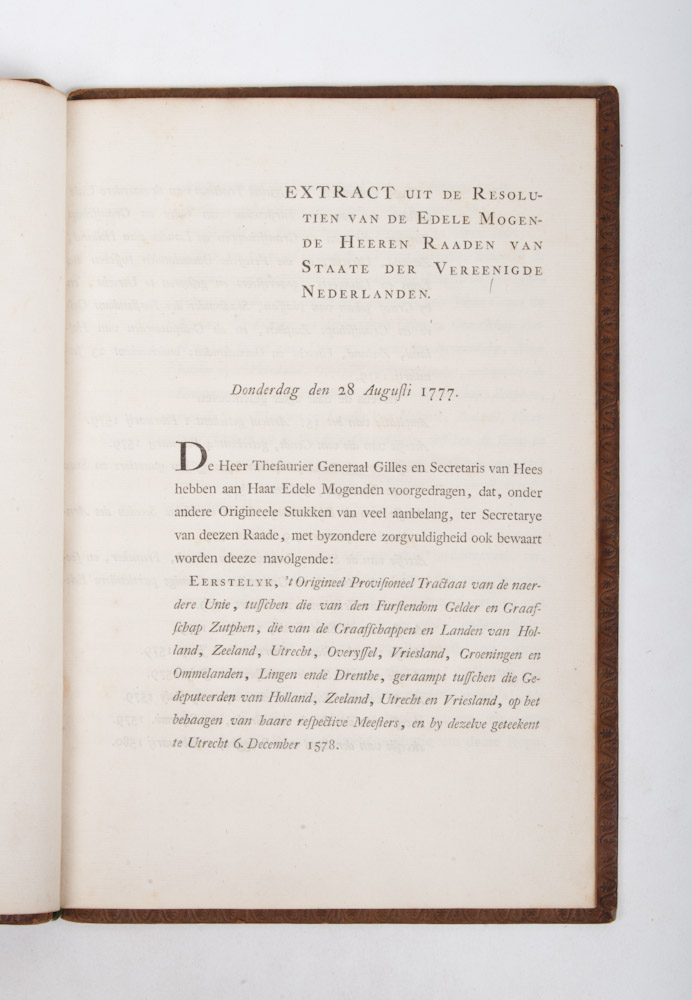 EXTRACT UIT DE RESOLU-
TIEN VAN DE EDELE MOGEN-
DE HEEREN RAADEN VAN
STAATE DER VEREENIGDE
NEDERLANDEN.
Donderdag den 28 Auguſti 1777.
De Heer Theſaurier Generaal Gilles en Secretaris van Hees
hebben aan Haar Edele Mogenden voorgedragen, dat, onder
andere Origineele Stukken van veel aanbelang, ter Secretarye
van deezen Raade, met byzondere zorgvuldigheid ook bewaart
worden deeze navolgende:
EERSTELYK, 't Origineel Proviſioneel Tractaat van de naer-
dere Unie, tuſſchen die van den Furſtendom Gelder en Graaf-
ſchap Zutphen, die van de Graaffſchappen en Landen van Hol-
land, Zeeland, Utrecht, Overyſſel, Vriesland, Groeningen en
Ommelanden, Lingen ende Drenthe, geraampt tuſſchen die Ge-
deputeerden van Holland, Zeeland, Utrecht en Vriesland, op het
behaagen van haare reſpective Meeſters, en by dezelve geteekent
te Utrecht 6. December 1578.